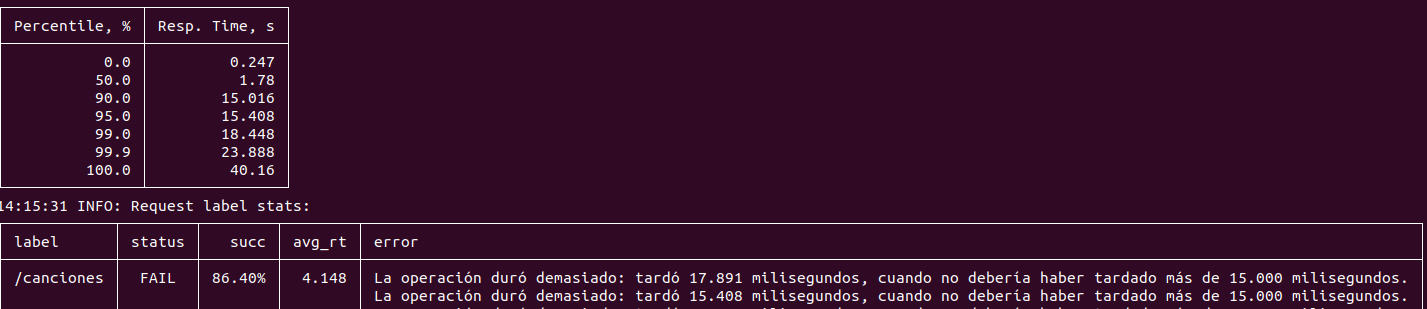 Percentile, % Resp. Time, s
0.0 0.247
50.0 1.78
90.0 15.016
95.0 15.408
99.0 18.448
99.9 23.888
100.0 40.16
14:15:31 INFO: Request label stats:
label status succ avg_rt error
/canciones FAIL 86.40% 4.148 La operación duró demasiado: tardó 17.891 milisegundos, cuando no debería haber tardado más de 15.000 milisegundos.
La operación duró demasiado: tardó 15.408 milisegundos, cuando no debería haber tardado más de 15.000 milisegundos.